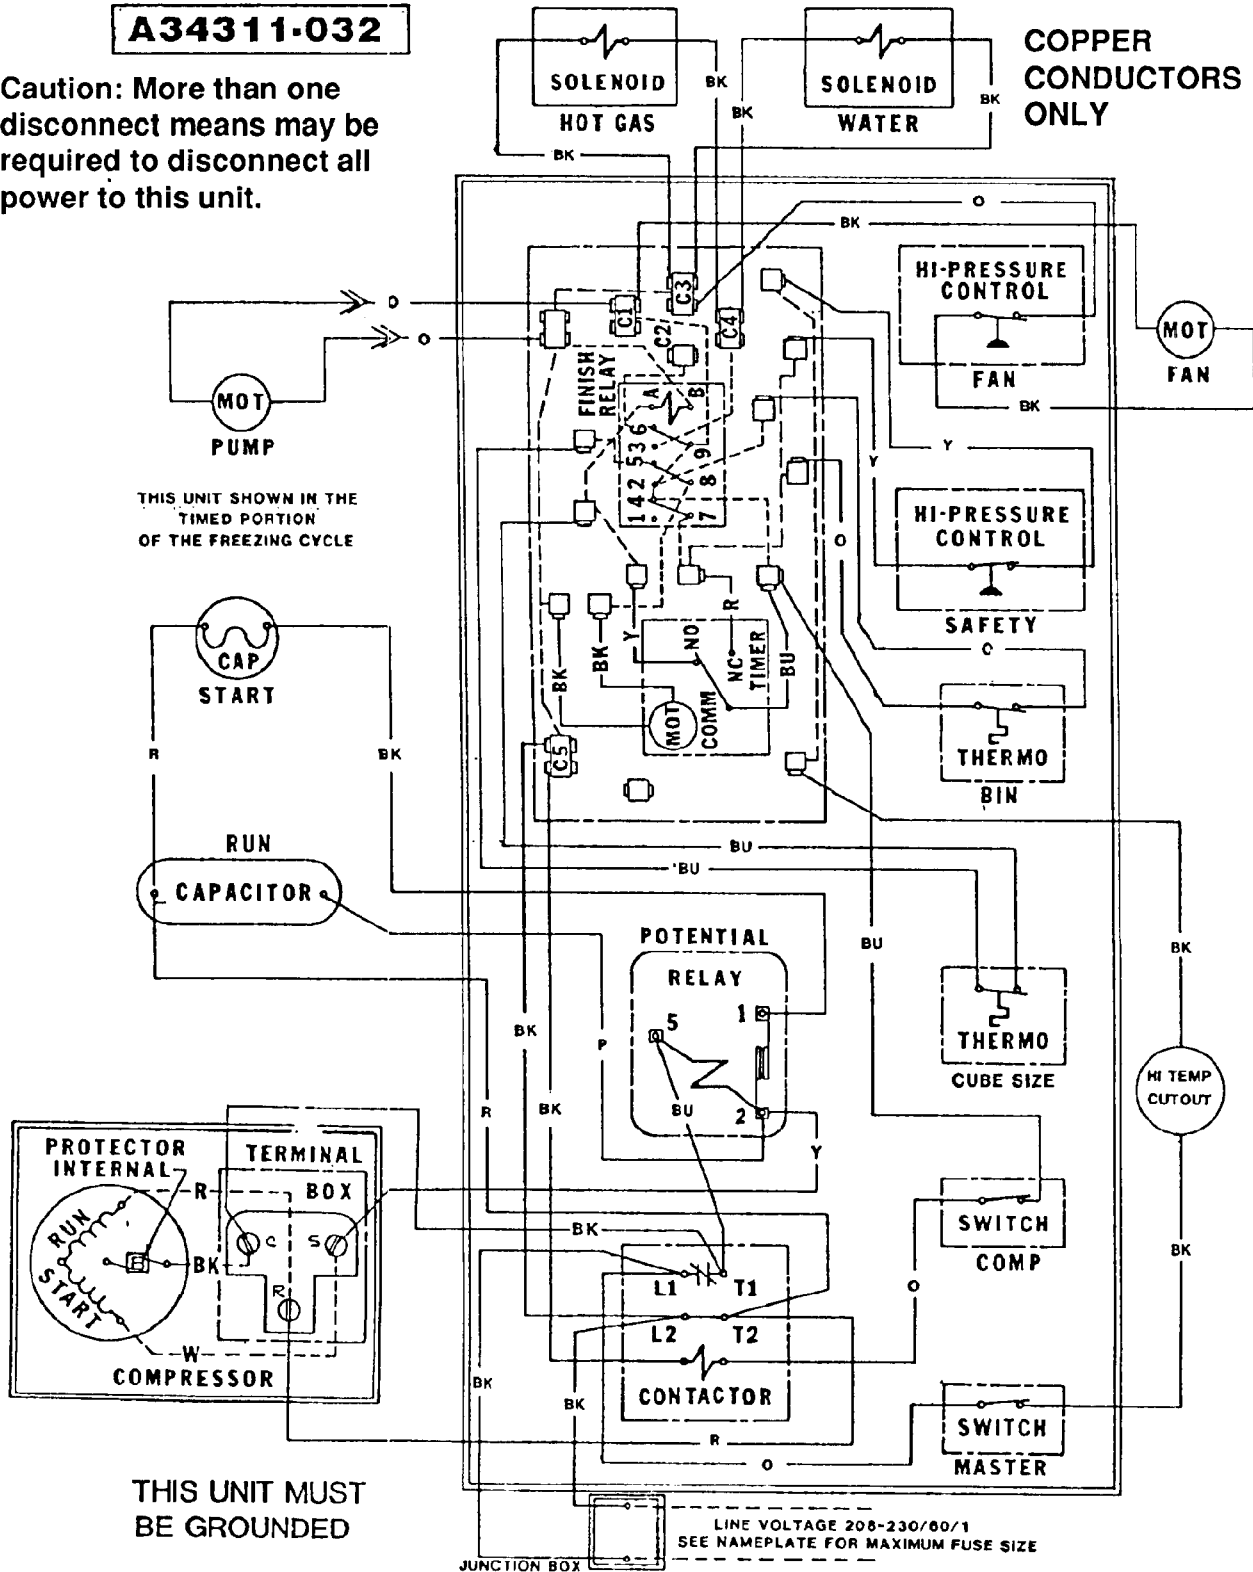 A34311-032
Caution: More than one
disconnect means may be
required to disconnect all
power to this unit.
COPPER
CONDUCTORS
ONLY
SOLENOID
HOT GAS
SOLENOID
WATER
BK
BK
BK
BK
O
BK
HI-PRESSURE
CONTROL
FAN
MOT
FAN
BK
O
O
MOT
PUMP
C1
C2
C3
C4
FINISH
RELAY
A
B
6
3
5
2
4
1
9
8
7
Y
Y
O
THIS UNIT SHOWN IN THE
TIMED PORTION
OF THE FREEZING CYCLE
HI-PRESSURE
CONTROL
SAFETY
O
CAP
START
R
BK
BK
BK
Y
R
NO
NC
TIMER
BU
MOT
COMM
C5
THERMO
BIN
BU
BU
RUN
CAPACITOR
POTENTIAL
RELAY
5
1
2
BU
BU
BK
THERMO
CUBE SIZE
HI TEMP
CUTOUT
BK
P
R
BK
Y
PROTECTOR
INTERNAL
TERMINAL
BOX
R
RUN
START
BK
C
S
R
W
COMPRESSOR
BK
L1
T1
L2
T2
CONTACTOR
SWITCH
COMP
O
BK
BK
BK
R
O
SWITCH
MASTER
THIS UNIT MUST
BE GROUNDED
LINE VOLTAGE 208-230/60/1
SEE NAMEPLATE FOR MAXIMUM FUSE SIZE
JUNCTION BOX